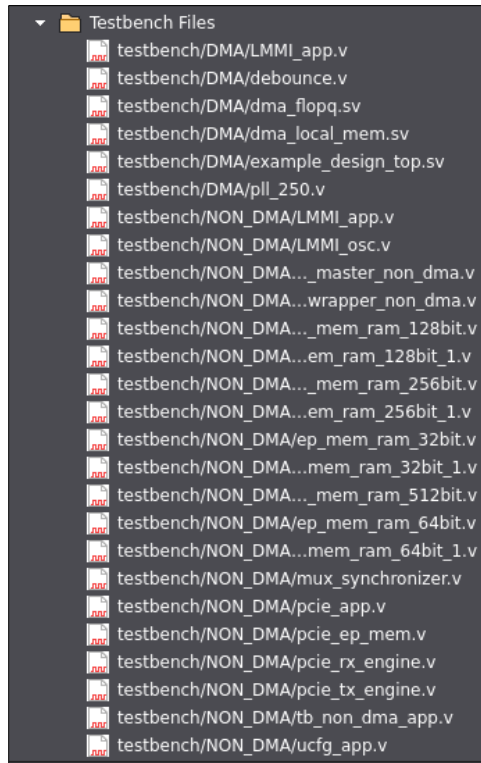 Testbench Files
testbench/DMA/LMMI_app.v
testbench/DMA/debounce.v
testbench/DMA/dma_flopq.sv
testbench/DMA/dma_local_mem.sv
testbench/DMA/example_design_top.sv
testbench/DMA/pll_250.v
testbench/NON_DMA/LMMI_app.v
testbench/NON_DMA/LMMI_osc.v
testbench/NON_DMA..._master_non_dma.v
testbench/NON_DMA...wrapper_non_dma.v
testbench/NON_DMA..._mem_ram_128bit.v
testbench/NON_DMA...em_ram_128bit_1.v
testbench/NON_DMA..._mem_ram_256bit.v
testbench/NON_DMA...em_ram_256bit_1.v
testbench/NON_DMA/ep_mem_ram_32bit.v
testbench/NON_DMA...mem_ram_32bit_1.v
testbench/NON_DMA..._mem_ram_512bit.v
testbench/NON_DMA/ep_mem_ram_64bit.v
testbench/NON_DMA...mem_ram_64bit_1.v
testbench/NON_DMA/mux_synchronizer.v
testbench/NON_DMA/pcie_app.v
testbench/NON_DMA/pcie_ep_mem.v
testbench/NON_DMA/pcie_rx_engine.v
testbench/NON_DMA/pcie_tx_engine.v
testbench/NON_DMA/tb_non_dma_app.v
testbench/NON_DMA/ucfg_app.v